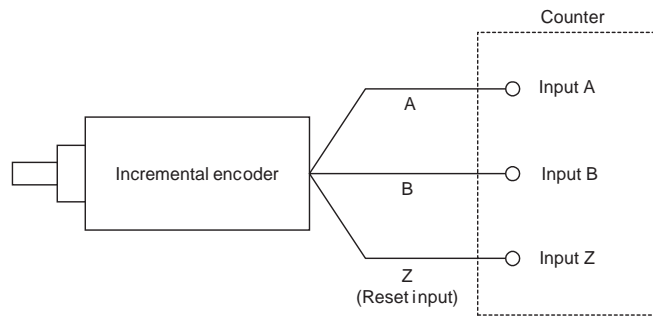 Counter
Input A
A
Incremental encoder
Input B
B
Input Z
Z
(Reset input)